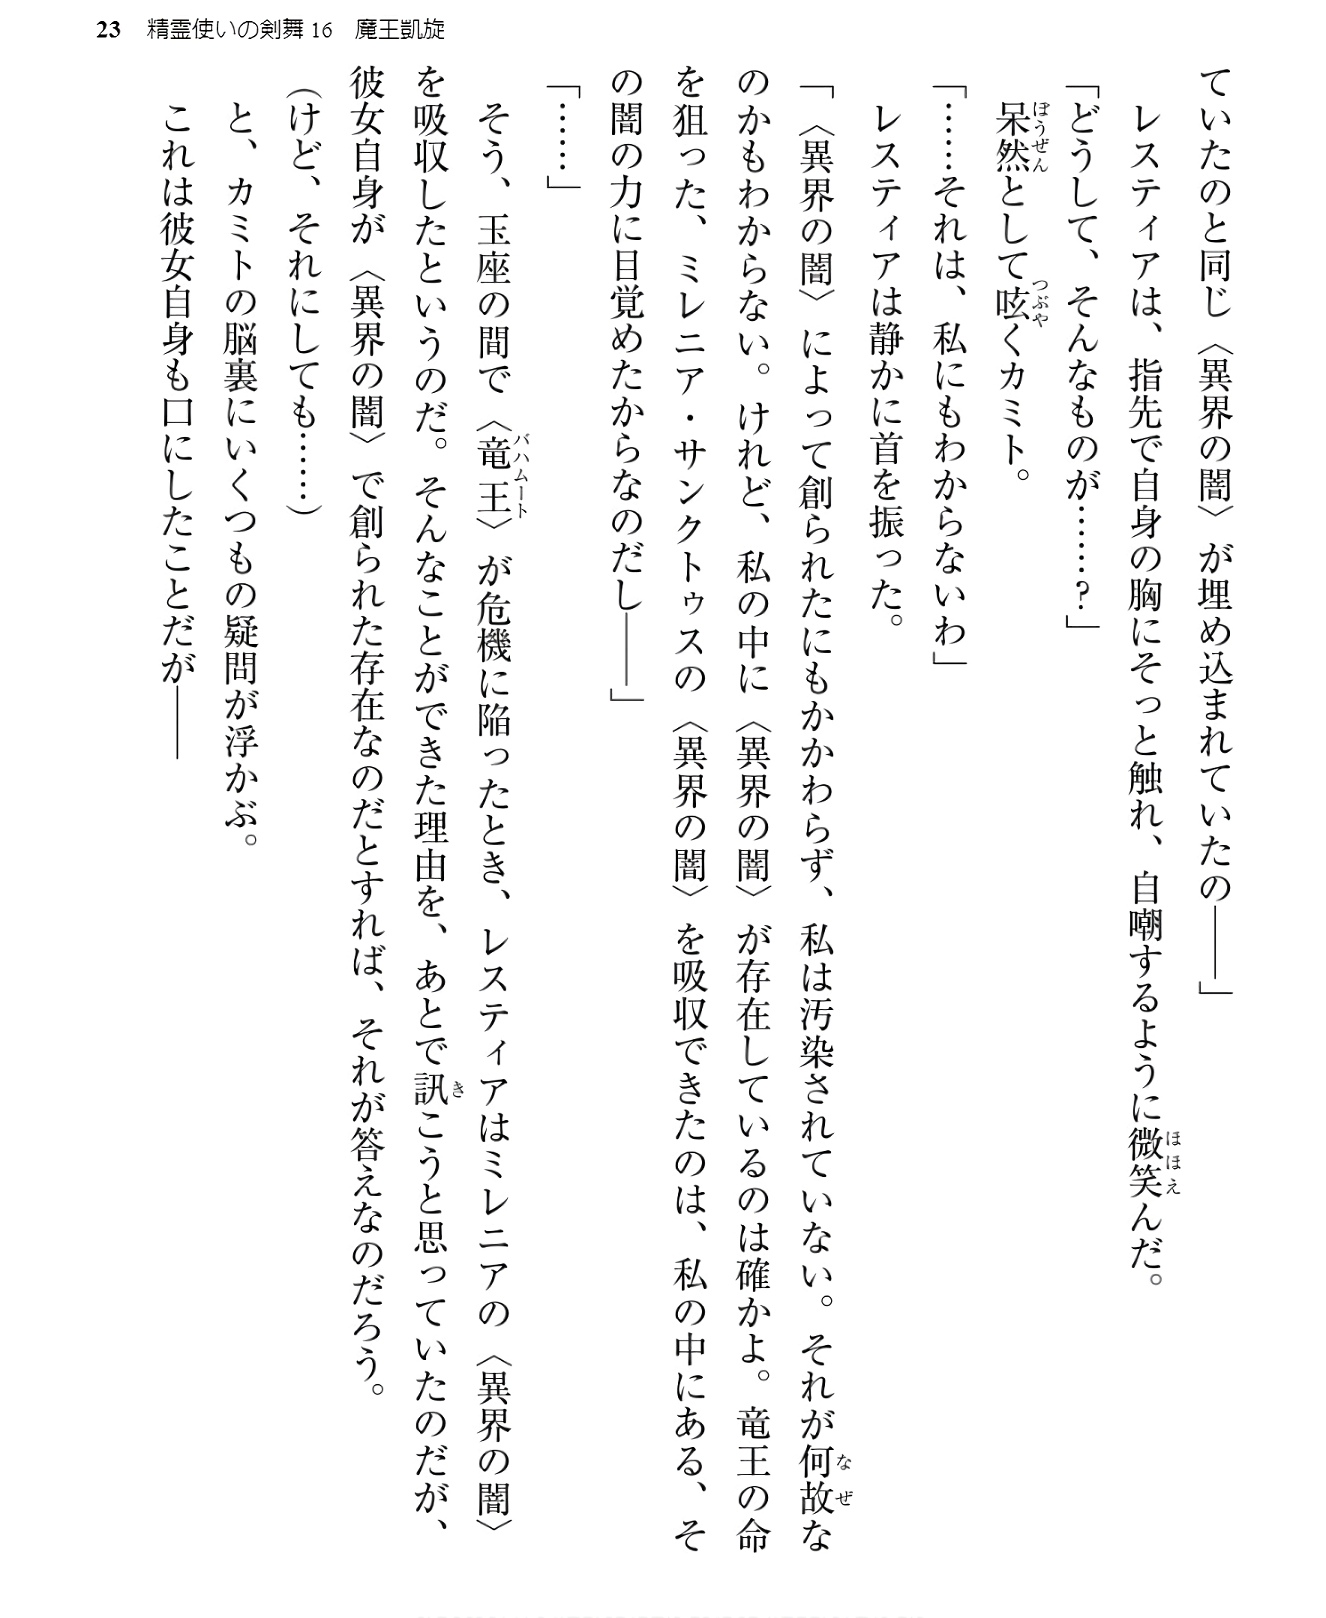 23 精霊使いの剣舞16 魔王凱旋
ていたのと同じ〈異界の闇〉が埋め込まれていたの――」
レスティアは、指先で自身の胸にそっと触れ、自嘲するように微笑んだ。
「どうして、そんなものが……?」
呆然として呟くカミト。
「……それは、私にもわからないわ」
レスティアは静かに首を振った。
「〈異界の闇〉によって創られたにもかかわらず、私は汚染されていない。それが何故な
のかもわからない。けれど、私の中に〈異界の闇〉が存在しているのは確かよ。竜王の命
を狙った、ミレニア・サンクトゥスの〈異界の闇〉を吸収できたのは、私の中にある、そ
の闇の力に目覚めたからなのだし――」
「……」
そう、玉座の間で〈竜王〉が危機に陥ったとき、レスティアはミレニアの〈異界の闇〉
を吸収したというのだ。そんなことができた理由を、あとで訊こうと思っていたのだが、
彼女自身が〈異界の闇〉で創られた存在なのだとすれば、それが答えなのだろう。
(けど、それにしても……)
と、カミトの脳裏にいくつもの疑問が浮かぶ。
これは彼女自身も口にしたことだが――